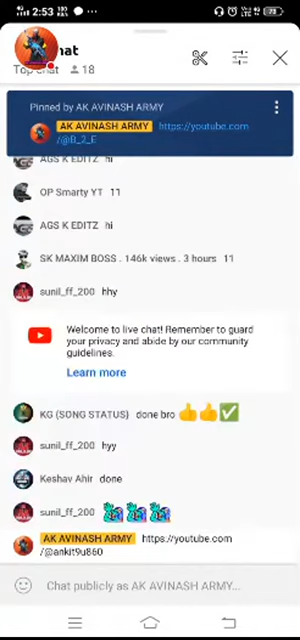 2:53
chat
Top chat 18
Pinned by AK AVINASH ARMY
AK AVINASH ARMY https://youtube.com
/@B_2_E
AGS K EDITZ hi
OP Smarty YT 11
AGS K EDITZ hi
SK MAXIM BOSS . 146k views . 3 hours 11
sunil_ff_200 hhy
Welcome to live chat! Remember to guard
your privacy and abide by our community
guidelines.
Learn more
KG (SONG STATUS) done bro
sunil_ff_200 hyy
Keshav Ahir done
sunil_ff_200
AK AVINASH ARMY https://youtube.com
/@ankit9u860
Chat publicly as AK AVINASH ARMY...